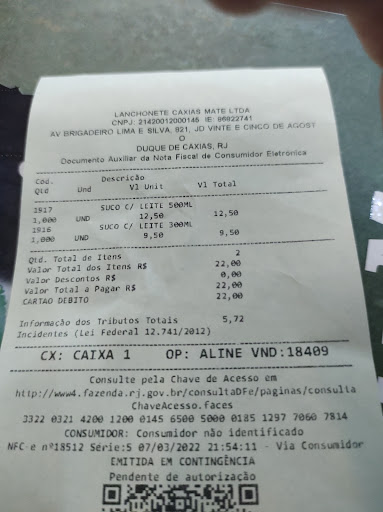 LANCHONETE CAXIAS MATE LTDA
CNPJ: 21420012000145 IE: 86822741
AV BRIGADEIRO LIMA E SILVA, 821, JD VINTE E CINCO DE AGOST
O
DUQUE DE CAXIAS, RJ
Documento Auxiliar da Nota Fiscal de Consumidor Eletrônica
Cód. Descricão
Qtd Und Vl Unit Vl Total
1917 SUCO C/ LEITE 500ML
1,000 UND 12,50 12,50
1916 SUCO C/ LEITE 300ML
1,000 UND 9,50 9,50
Qtd. Total de Itens 2
Valor Total dos Itens R$ 22,00
Valor Descontos R$ 0,00
Valor Total a Pagar R$ 22,00
CARTAO DEBITO 22,00
Informação dos Tributos Totais 5,72
Incidentes (Lei Federal 12.741/2012)
CX: CAIXA 1 OP: ALINE VND:18409
Consulte pela Chave de Acesso em
http://www4.fazenda.rj.gov.br/consultaDFe/paginas/consulta
ChaveAcesso.faces
3322 0321 4200 1200 0145 6500 5000 0185 1297 7060 7814
CONSUMIDOR: Consumidor não identificado
NFC-e nº18512 Série:5 07/03/2022 21:54:11 - Via Consumidor
EMITIDA EM CONTINGÊNCIA
Pendente de autorização